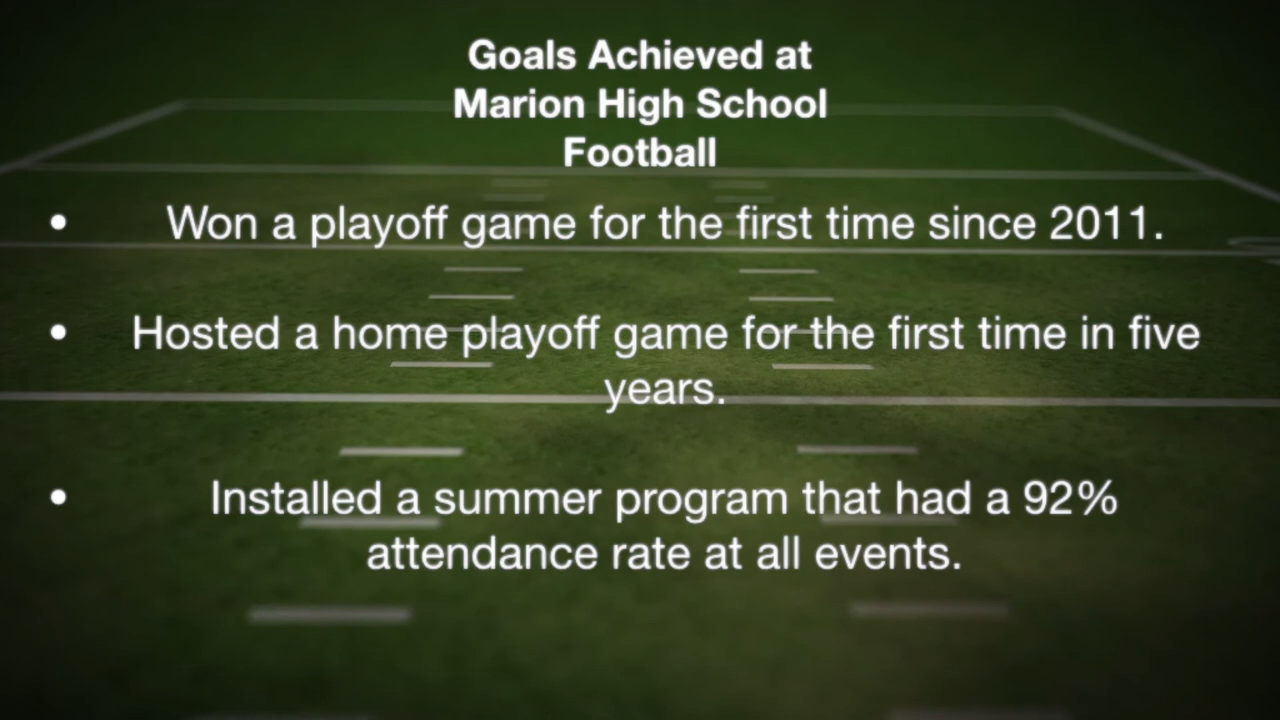 Goals Achieved at
Marion High School
Football
• Won a playoff game for the first time since 2011.
• Hosted a home playoff game for the first time in five
years.
• Installed a summer program that had a 92%
attendance rate at all events.